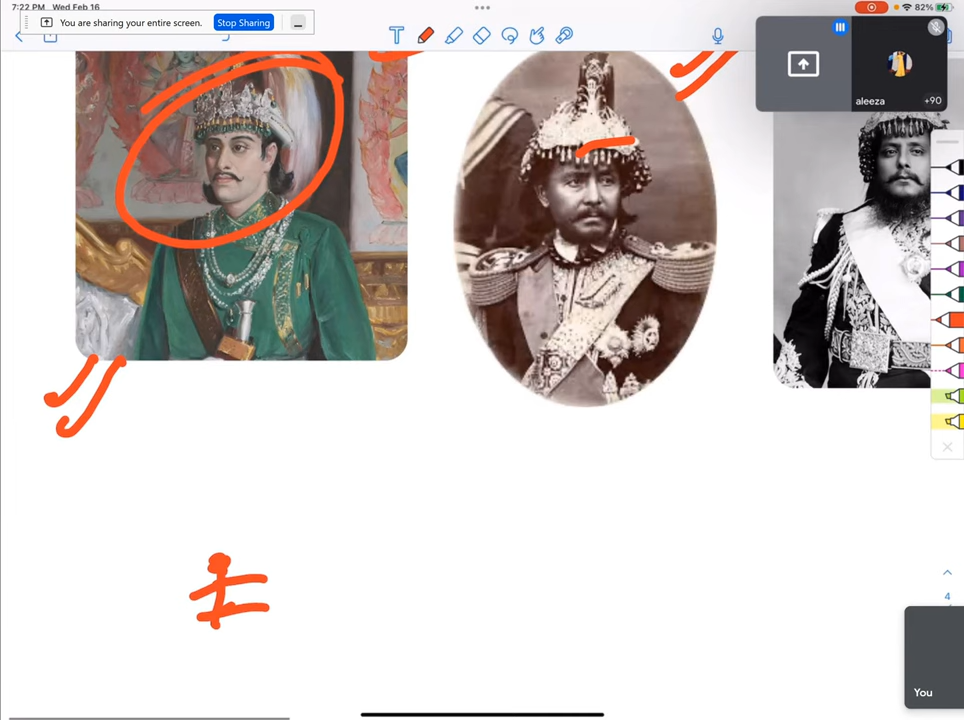 7:22 PM Wed Feb 16
82%
You are sharing your entire screen.
Stop Sharing
T
aleeza
+90
4
You